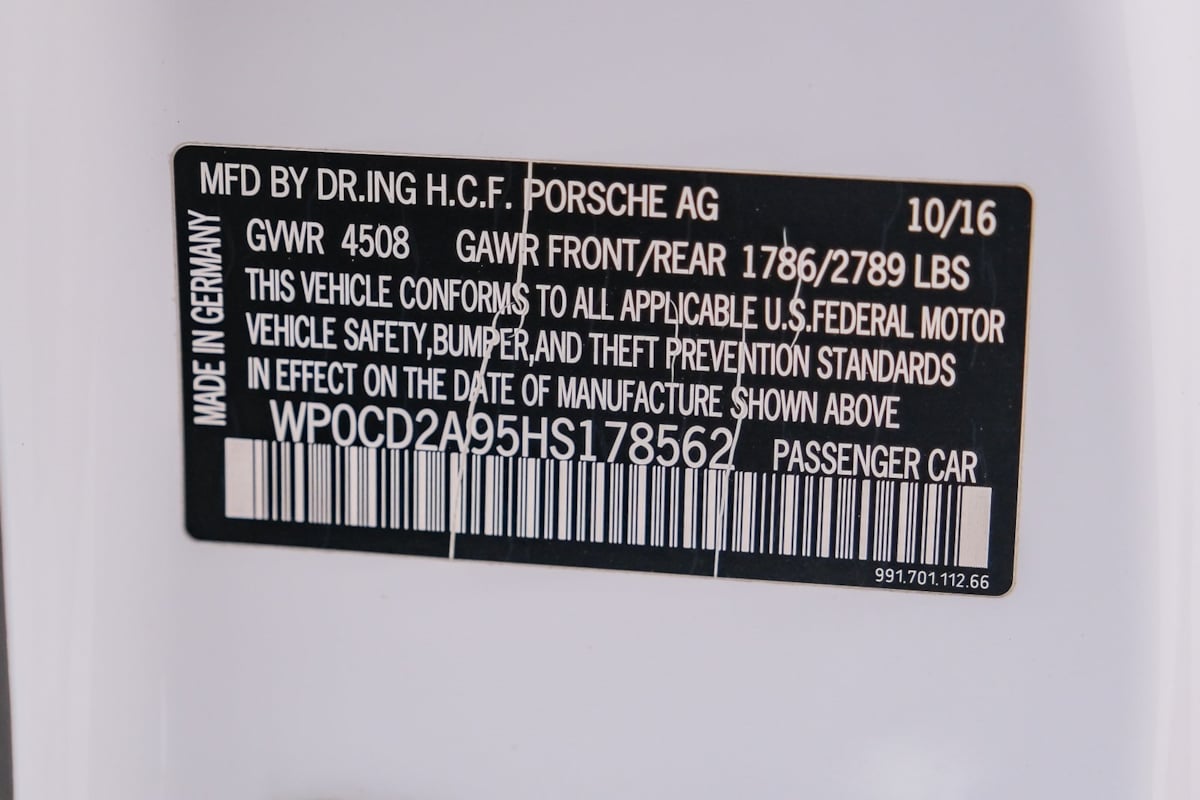 MFD BY DR.ING H.C.F. PORSCHE AG 10/16
GVWR 4508 GAWR FRONT/REAR 1786/2789 LBS
THIS VEHICLE CONFORMS TO ALL APPLICABLE U.S.FEDERAL MOTOR
VEHICLE SAFETY,BUMPER,AND THEFT PREVENTION STANDARDS
IN EFFECT ON THE DATE OF MANUFACTURE SHOWN ABOVE
WP0CD2A95HS178562 PASSENGER CAR
991.701.112.66
MADE IN GERMANY